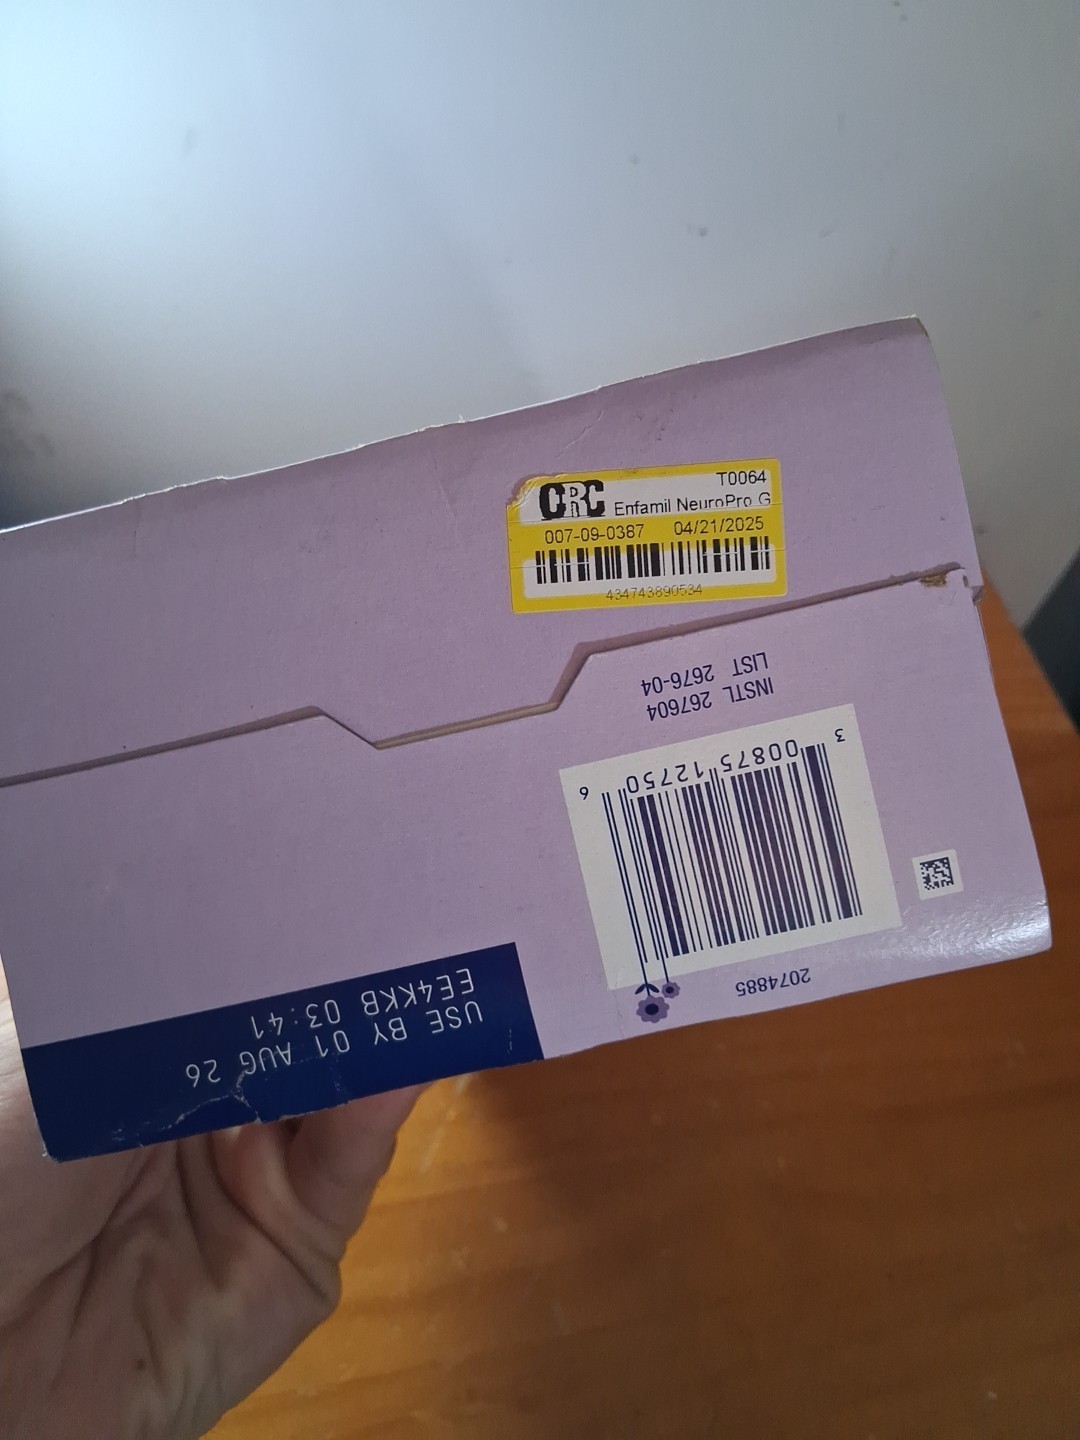 CRC
T0064
Enfamil NeuroPro G
007-09-0387 04/21/2025
434743890534
INSTL 267604
LIST 2676-04
3 00875 12750 6
2074885
EE4KKB 03:41
USE BY 01 AUG 26